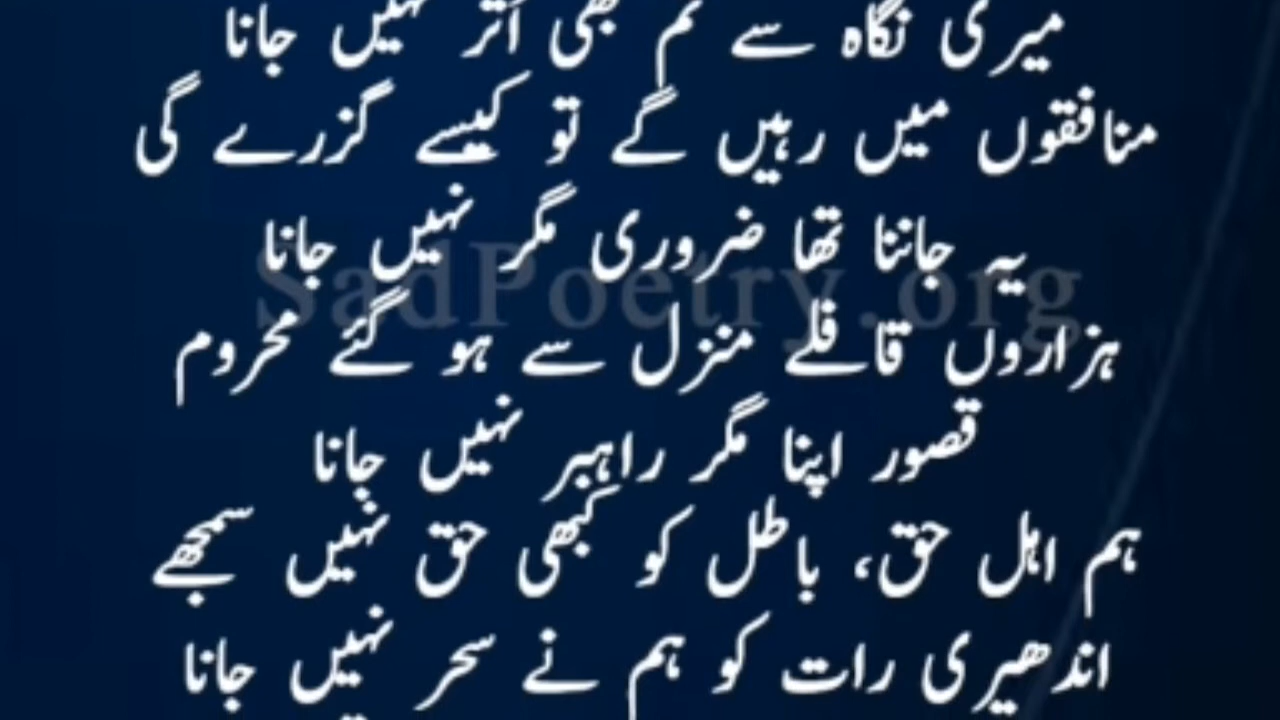 میری نگاہ سے تم بھی اُتر نہیں جانا
منافقوں میں رہیں گے تو کیسے گزرے گی
یہ جاننا تھا ضروری مگر نہیں جانا
SadPoetry.org
ہزاروں قافلے منزل سے ہو گئے محروم
قصور اپنا مگر راہبر نہیں جانا
ہم اہل حق، باطل کو کبھی حق نہیں سمجھے
اندھیری رات کو ہم نے سحر نہیں جانا